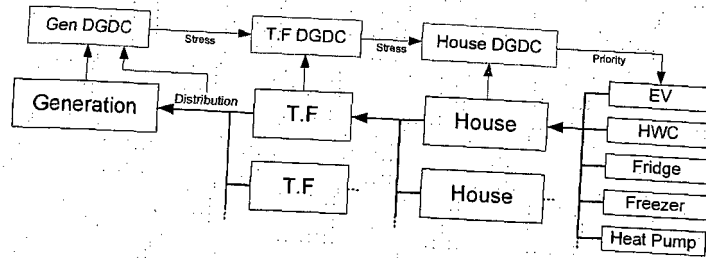 Gen DGDC
Stress
T.F DGDC
Stress
House DGDC
Priority
Generation
Distribution
T.F
House
EV
HWC
Fridge
Freezer
Heat Pump
T.F
House